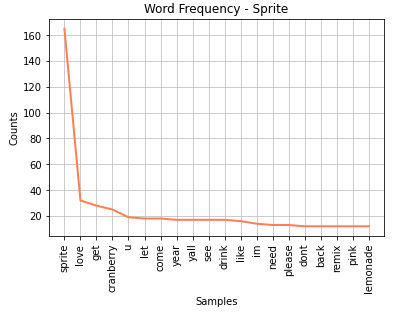 Word Frequency - Sprite
160
140
120
100
80
60
40
20
Counts
sprite
love
get
cranberry
u
let
come
year
yall
see
drink
like
im
need
please
dont
back
remix
pink
lemonade
Samples